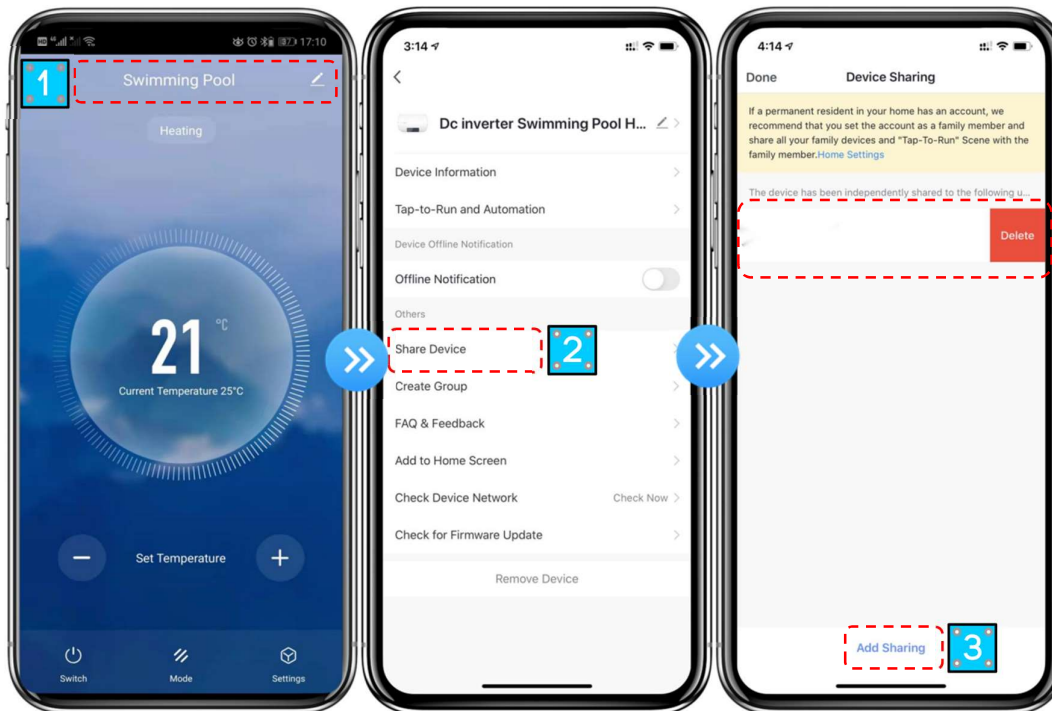 HD 4G 37 17:10
1
Swimming Pool
Heating
21 °C
Current Temperature 25°C
− Set Temperature +
Switch Mode Settings
3:14
Dc inverter Swimming Pool H...
Device Information
Tap-to-Run and Automation
Device Offline Notification
Offline Notification
Others
Share Device
2
Create Group
FAQ & Feedback
Add to Home Screen
Check Device Network Check Now
Check for Firmware Update
Remove Device
4:14
Done Device Sharing
If a permanent resident in your home has an account, we
recommend that you set the account as a family member and
share all your family devices and "Tap-To-Run" Scene with the
family member.Home Settings
The device has been independently shared to the following u...
Delete
Add Sharing
3